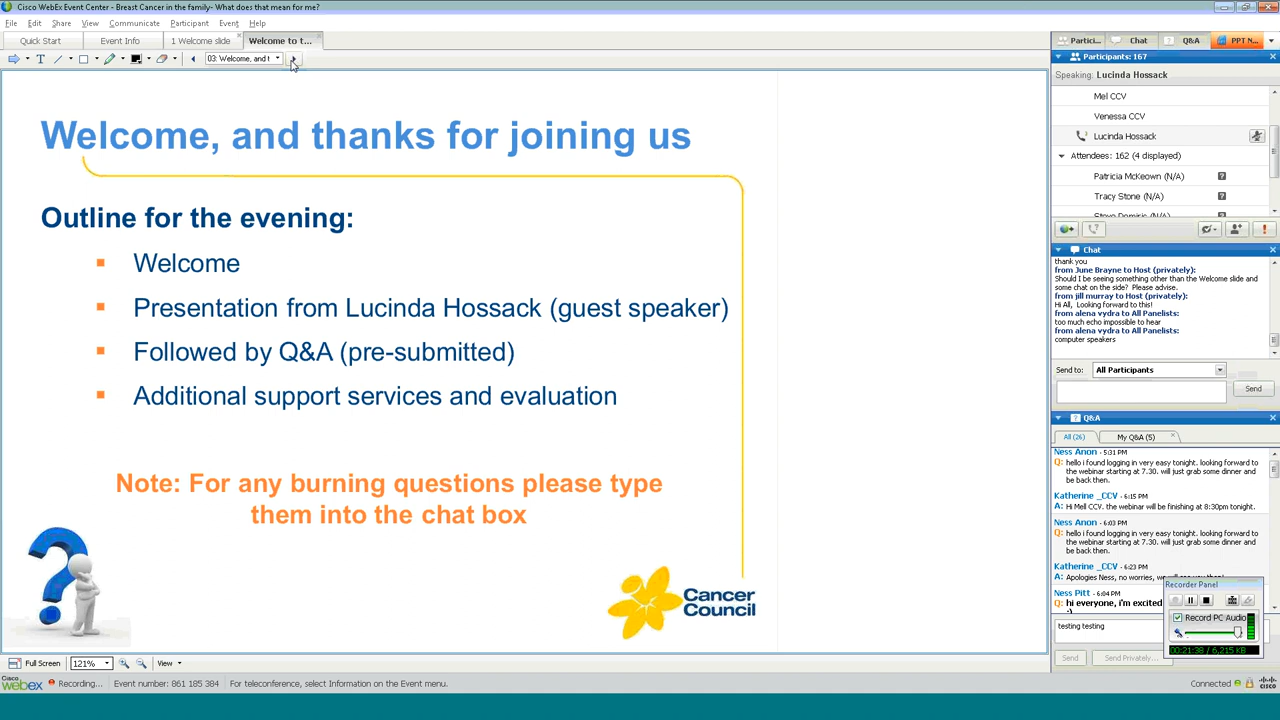 Cisco WebEx Event Center - Breast Cancer in the family- What does that mean for me?
File Edit Share View Communicate Participant Event Help
Quick Start Event Info 1 Welcome slide Welcome to t...
03: Welcome, and t
Welcome, and thanks for joining us
Outline for the evening:
Welcome
Presentation from Lucinda Hossack (guest speaker)
Followed by Q&A (pre-submitted)
Additional support services and evaluation
Note: For any burning questions please type
them into the chat box
Cancer
Council
Full Screen 121% View
Partici... Chat Q&A PPT N...
Participants: 167
Speaking: Lucinda Hossack
Mel CCV
Venessa CCV
Lucinda Hossack
Attendees: 162 (4 displayed)
Patricia McKeown (N/A)
Tracy Stone (N/A)
Chat
thank you
from June Brayne to Host (privately):
Should I be seeing something other than the Welcome slide and
some chat on the side? Please advise.
from jill murray to Host (privately):
Hi All, Looking forward to this!
from alena vydra to All Panelists:
too much echo impossible to hear
from alena vydra to All Panelists:
computer speakers
Send to: All Participants
Send
Q&A
All (26) My Q&A (5)
Ness Anon - 5:31 PM
Q: hello i found logging in very easy tonight. looking forward to
the webinar starting at 7.30. will just grab some dinner and
be back then.
Katherine _CCV - 6:15 PM
A: Hi Mell CCV. the webinar will be finishing at 8:30pm tonight.
Ness Anon - 6:03 PM
Q: hello i found logging in very easy tonight. looking forward to
the webinar starting at 7.30. will just grab some dinner and
be back then.
Katherine _CCV - 6:23 PM
A: Apologies Ness, no worries, we
Ness Pitt - 6:04 PM
Q: hi everyone, i'm excited
:)
testing testing
Send Send Privately...
Recorder Panel
Record PC Audio
00:21:38 / 6,215 KB
Cisco
webex Recording... Event number: 861 185 384 For teleconference, select Information on the Event menu. Connected cisco